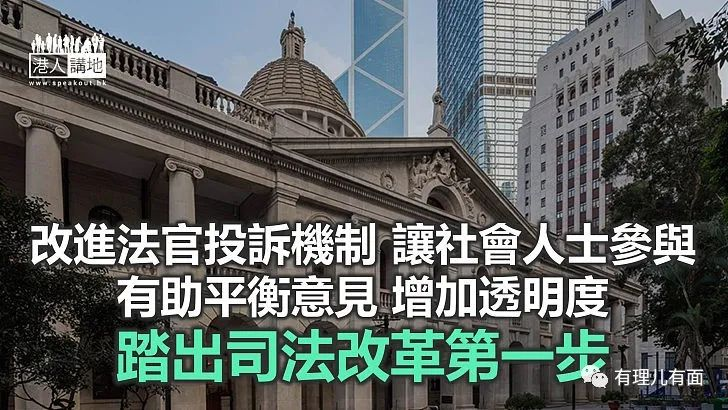 港人講地
www.speakout.hk
改進法官投訴機制 讓社會人士參與
有助平衡意見 增加透明度
踏出司法改革第一步
有理儿有面